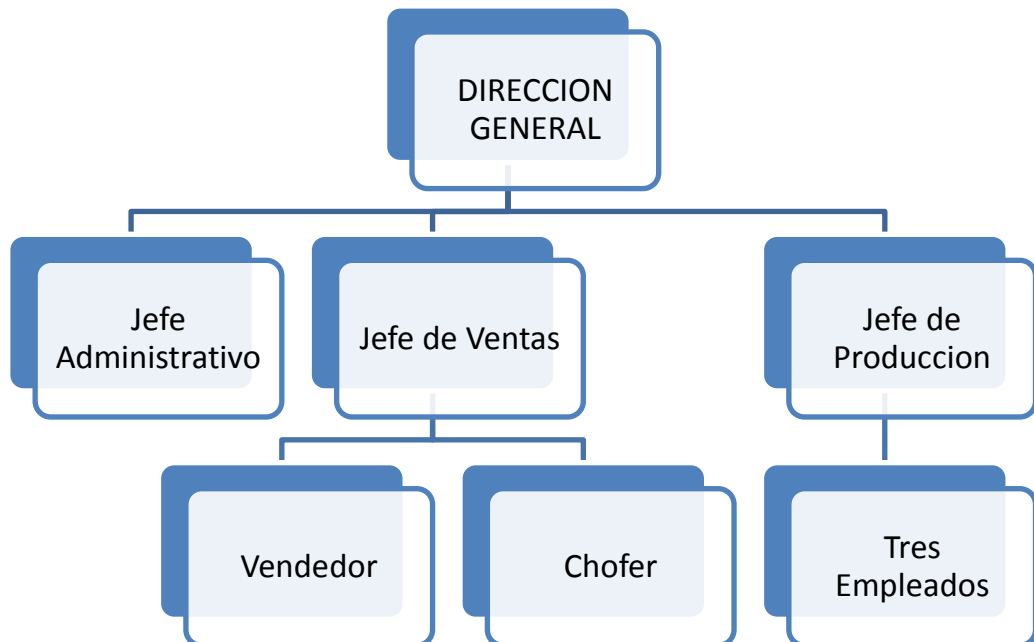 DIRECCION
GENERAL
Jefe
Administrativo
Jefe de Ventas
Jefe de
Produccion
Vendedor
Chofer
Tres
Empleados